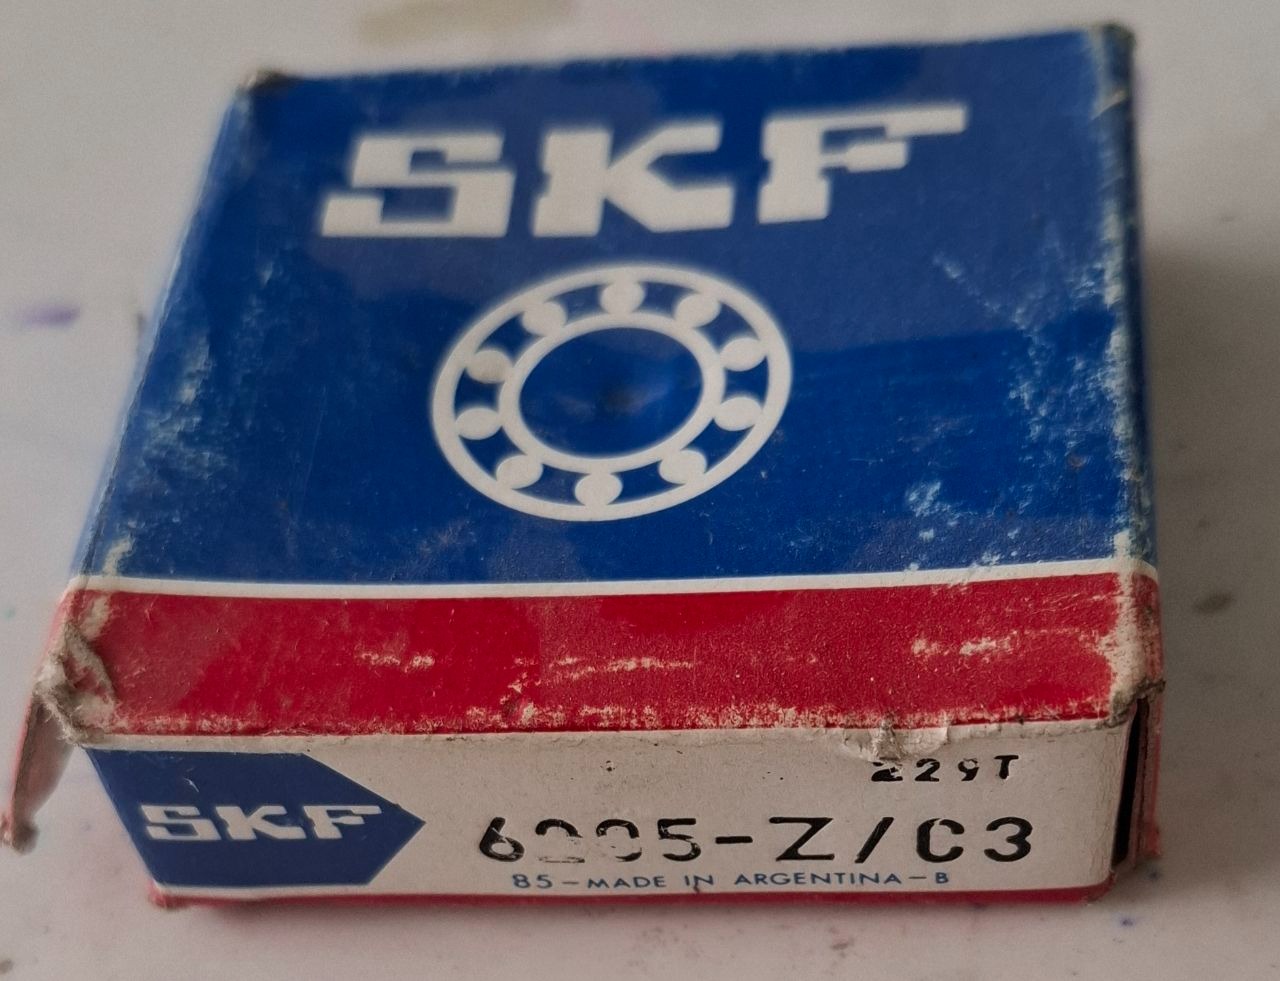 SKF
229T
SKF
6205-Z/C3
85-MADE IN ARGENTINA-B